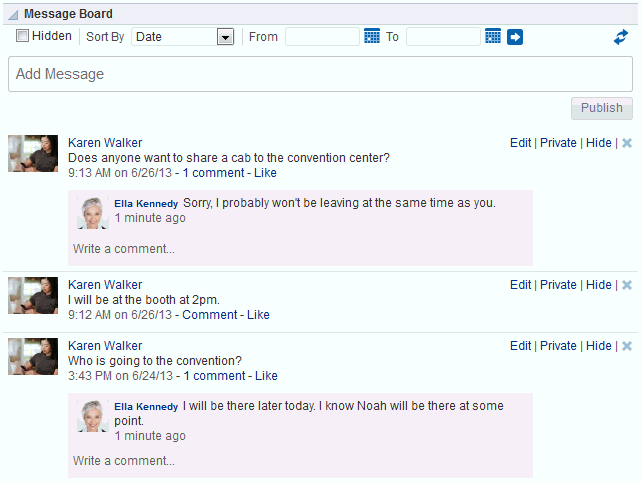 Message Board
Hidden Sort By Date From To
Add Message
Publish
Karen Walker Edit | Private | Hide |
Does anyone want to share a cab to the convention center?
9:13 AM on 6/26/13 - 1 comment - Like
Ella Kennedy Sorry, I probably won't be leaving at the same time as you.
1 minute ago
Write a comment...
Karen Walker Edit | Private | Hide |
I will be at the booth at 2pm.
9:12 AM on 6/26/13 - Comment - Like
Karen Walker Edit | Private | Hide |
Who is going to the convention?
3:43 PM on 6/24/13 - 1 comment - Like
Ella Kennedy I will be there later today. I know Noah will be there at some
point.
1 minute ago
Write a comment...